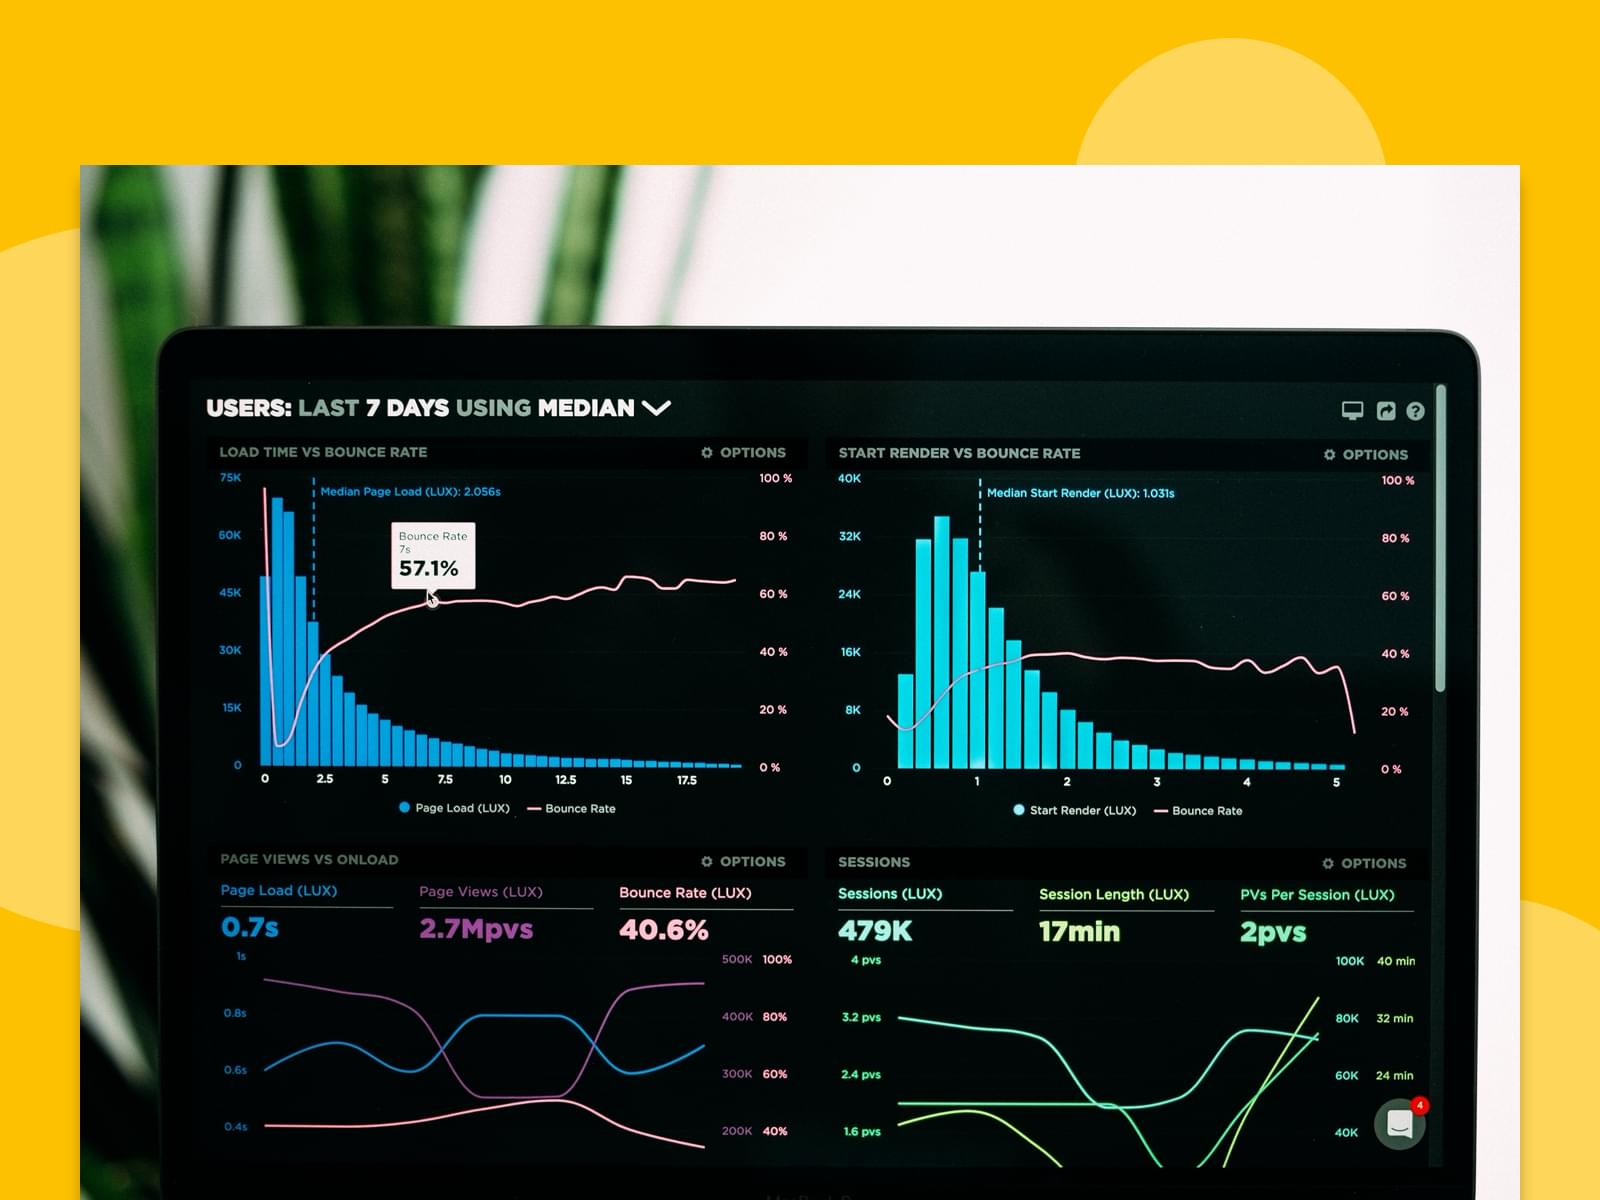 USERS: LAST 7 DAYS USING MEDIAN
LOAD TIME VS BOUNCE RATE
OPTIONS
75K
60K
45K
30K
15K
0
Median Page Load (LUX): 2.056s
Bounce Rate
7s
57.1%
100 %
80 %
60 %
40 %
20 %
0 %
0 2.5 5 7.5 10 12.5 15 17.5
Page Load (LUX) Bounce Rate
START RENDER VS BOUNCE RATE
OPTIONS
40K
32K
24K
16K
8K
0
Median Start Render (LUX): 1.031s
100 %
80 %
60 %
40 %
20 %
0 %
0 1 2 3 4 5
Start Render (LUX) Bounce Rate
PAGE VIEWS VS ONLOAD
OPTIONS
Page Load (LUX) Page Views (LUX) Bounce Rate (LUX)
0.7s 2.7Mpvs 40.6%
1s
0.8s
0.6s
0.4s
500K 100%
400K 80%
300K 60%
200K 40%
SESSIONS
OPTIONS
Sessions (LUX) Session Length (LUX) PVs Per Session (LUX)
479K 17min 2pvs
4 pvs
3.2 pvs
2.4 pvs
1.6 pvs
100K 40 min
80K 32 min
60K 24 min
40K
4